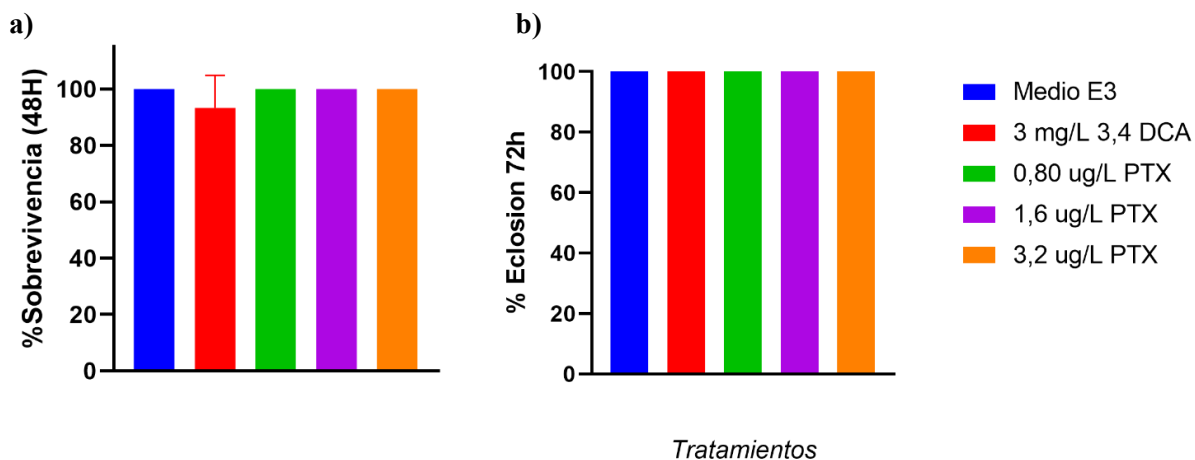 a)
%Sobrevivencia (48H)
100
80
60
40
20
0
b)
% Eclosion 72h
100
80
60
40
20
0
Medio E3
3 mg/L 3,4 DCA
0,80 ug/L PTX
1,6 ug/L PTX
3,2 ug/L PTX
Tratamientos